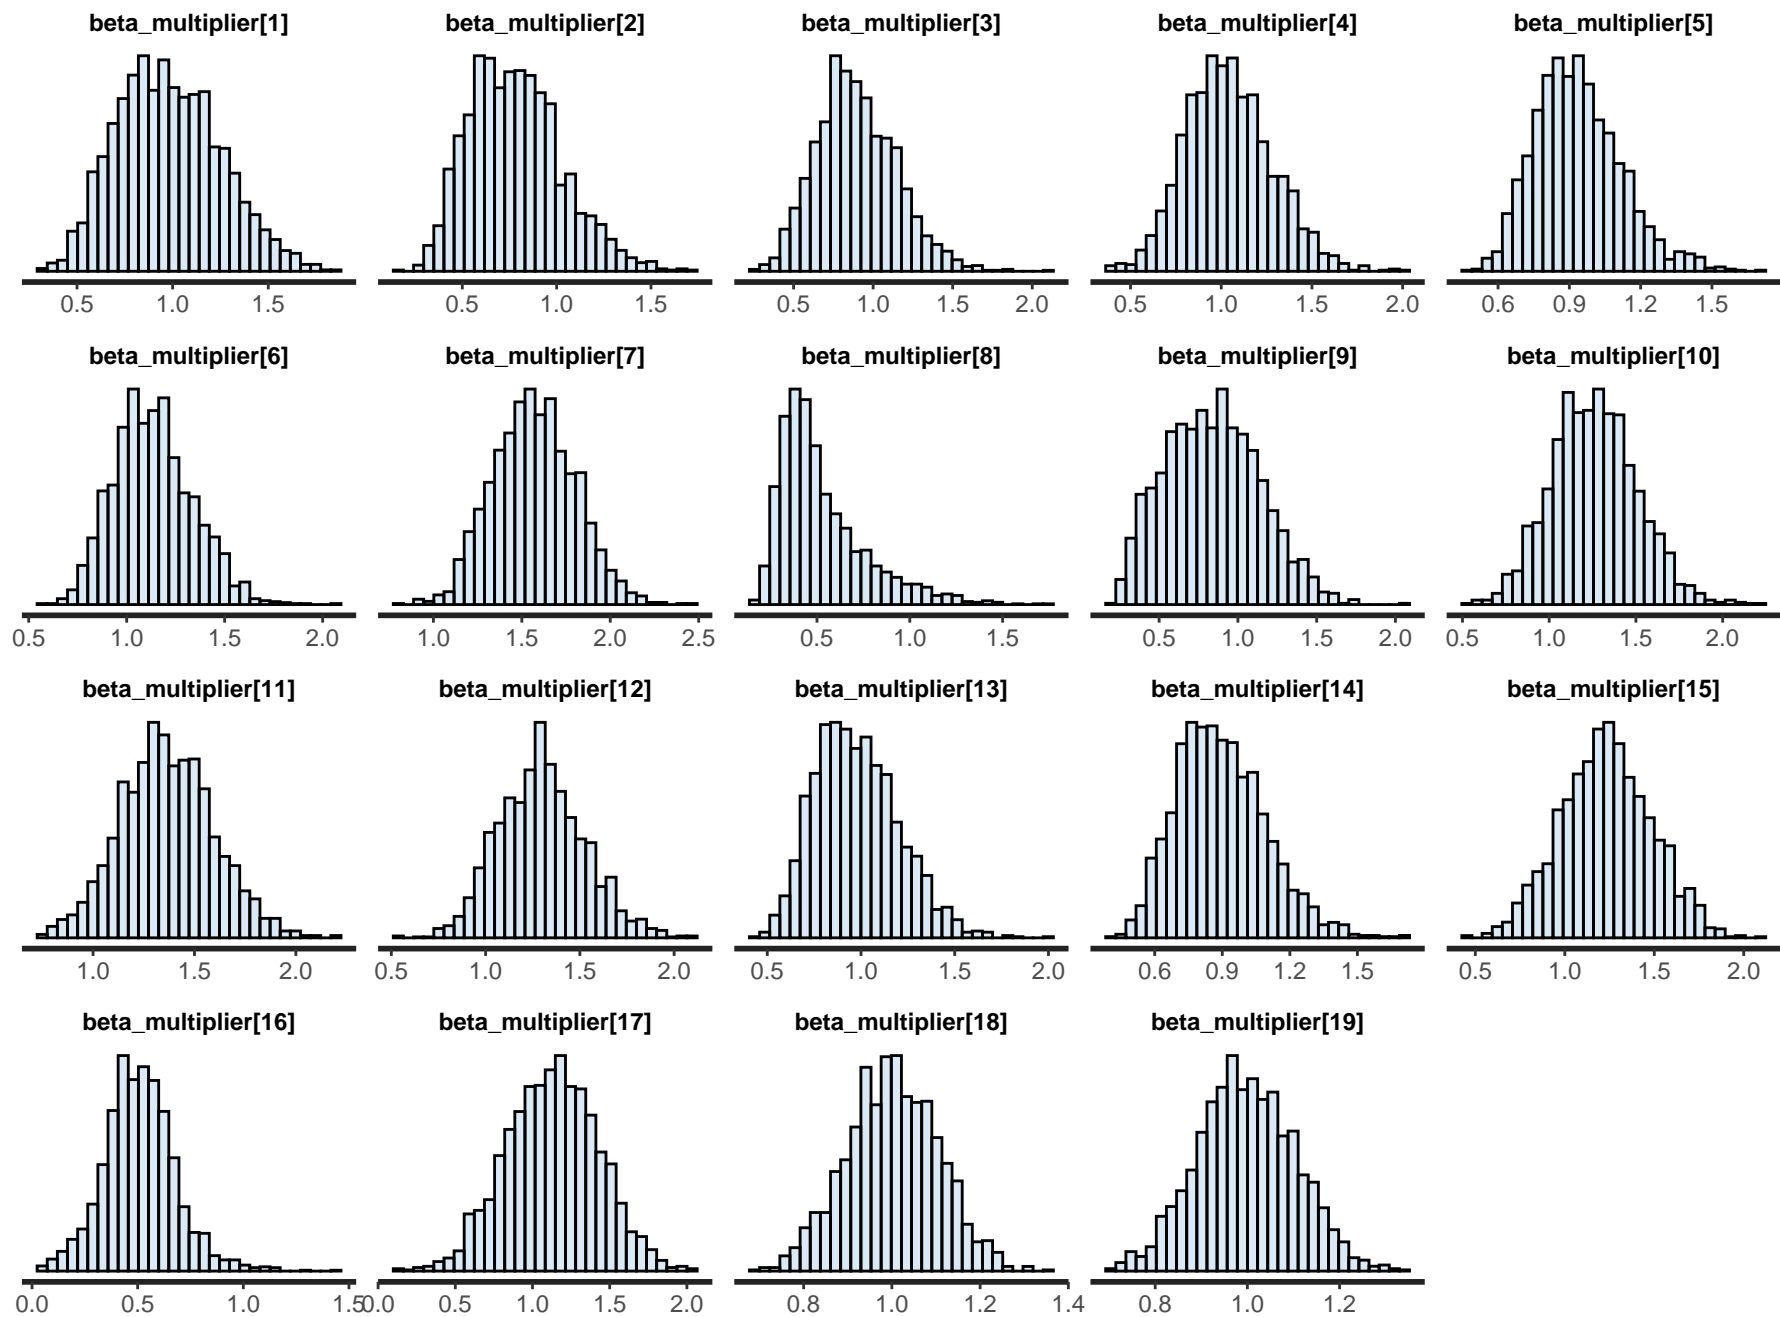 beta_multiplier[1] beta_multiplier[2] beta_multiplier[3] beta_multiplier[4] beta_multiplier[5]
0.5 1.0 1.5 0.5 1.0 1.5 0.5 1.0 1.5 2.0 0.5 1.0 1.5 2.0 0.6 0.9 1.2 1.5
beta_multiplier[6] beta_multiplier[7] beta_multiplier[8] beta_multiplier[9] beta_multiplier[10]
0.5 1.0 1.5 2.0 1.0 1.5 2.0 2.5 0.5 1.0 1.5 0.5 1.0 1.5 2.0 0.5 1.0 1.5 2.0
beta_multiplier[11] beta_multiplier[12] beta_multiplier[13] beta_multiplier[14] beta_multiplier[15]
1.0 1.5 2.0 0.5 1.0 1.5 2.0 0.5 1.0 1.5 2.0 0.6 0.9 1.2 1.5 0.5 1.0 1.5 2.0
beta_multiplier[16] beta_multiplier[17] beta_multiplier[18] beta_multiplier[19]
0.0 0.5 1.0 1.5 0.0 0.5 1.0 1.5 2.0 0.8 1.0 1.2 1.4 0.8 1.0 1.2